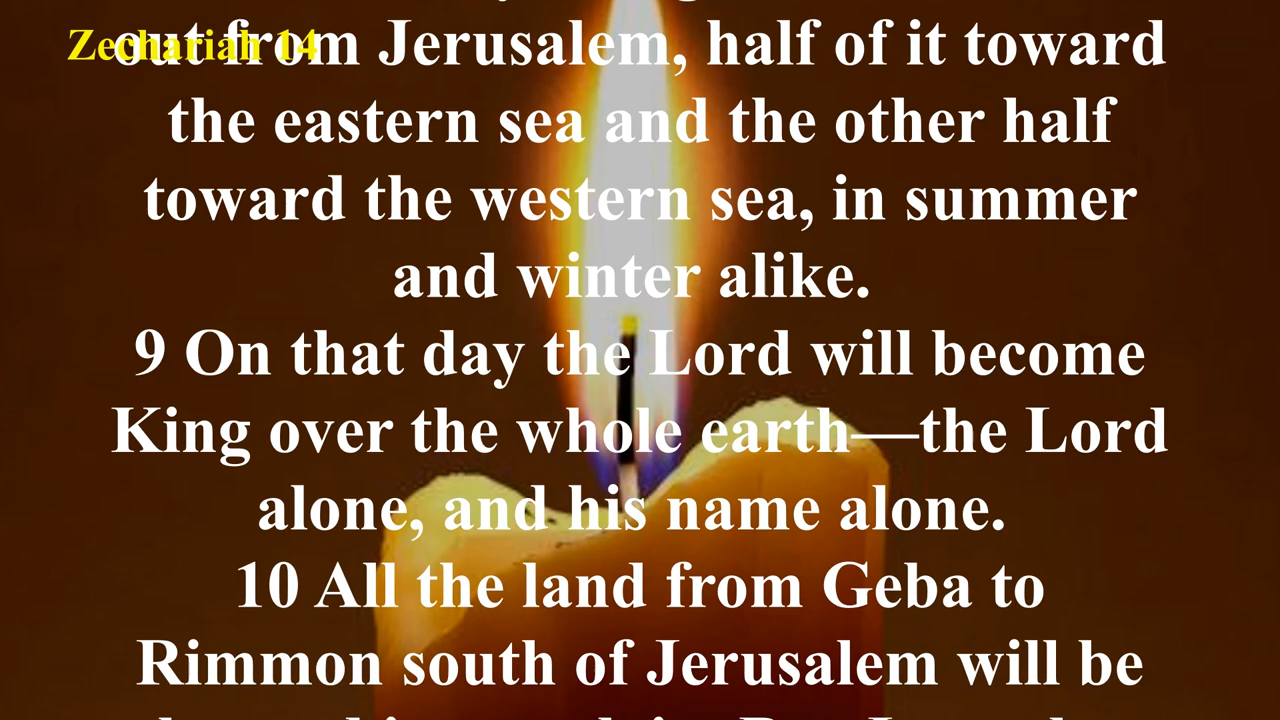 Zechariah 14
out from Jerusalem, half of it toward
the eastern sea and the other half
toward the western sea, in summer
and winter alike.
9 On that day the Lord will become
King over the whole earth—the Lord
alone, and his name alone.
10 All the land from Geba to
Rimmon south of Jerusalem will be